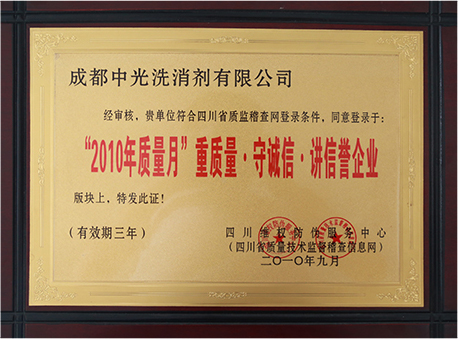 成都中光洗消剂有限公司
经审核，贵单位符合四川省质监稽查网登录条件，同意登录于：
“2010年质量月”重质量·守诚信·讲信誉企业
版块上，特发此证！
（有效期三年）
四川维权防伪服务中心
（四川省质量技术监督稽查信息网）
二〇一〇年九月